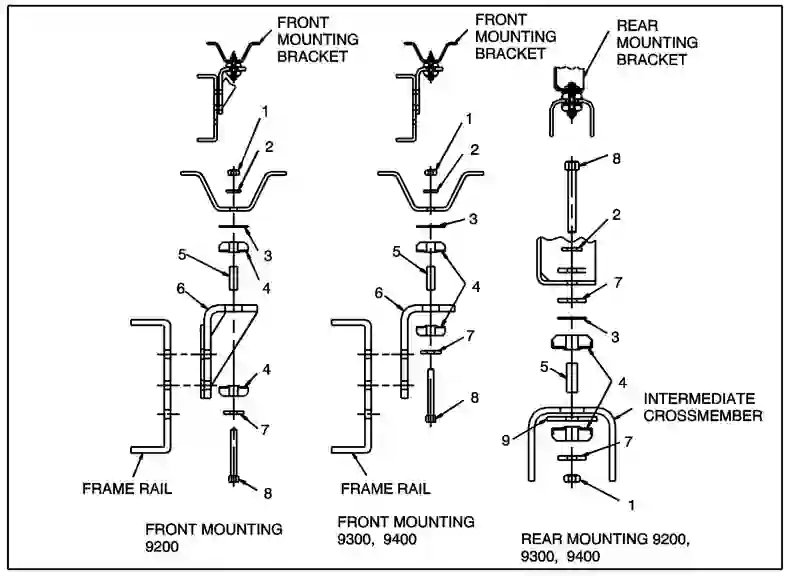 FRONT
MOUNTING
BRACKET
1
2
3
5
4
6
4
7
8
FRAME RAIL
FRONT MOUNTING
9200
FRONT
MOUNTING
BRACKET
1
2
3
5
4
6
7
8
FRAME RAIL
FRONT MOUNTING
9300, 9400
REAR
MOUNTING
BRACKET
8
2
7
3
5
4
INTERMEDIATE
CROSSMEMBER
9
7
1
REAR MOUNTING 9200,
9300, 9400